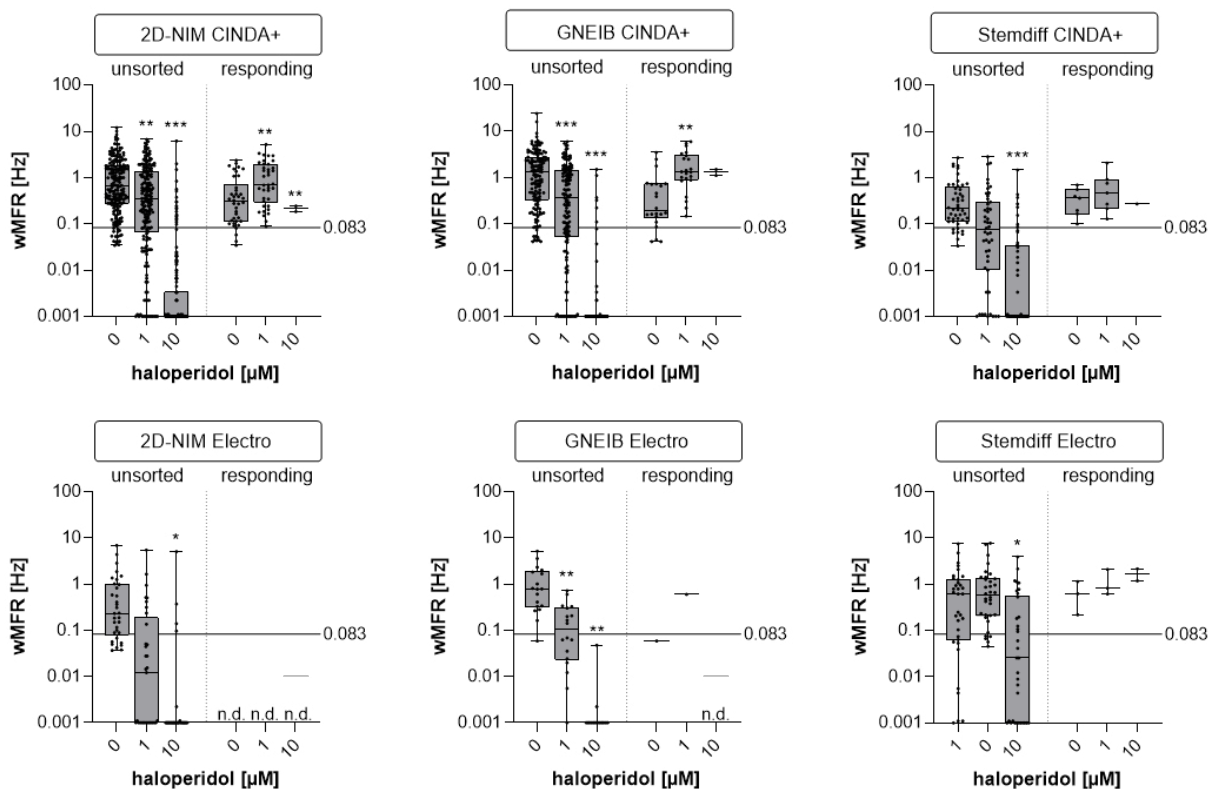 2D-NIM CINDA+
unsorted responding
100
10
1
0.1
0.01
0.001
wMFR [Hz]
** *** ** **
0.083
0 1 10 0 1 10
haloperidol [µM]
GNEIB CINDA+
unsorted responding
100
10
1
0.1
0.01
0.001
wMFR [Hz]
*** *** **
0.083
0 1 10 0 1 10
haloperidol [µM]
Stemdiff CINDA+
unsorted responding
100
10
1
0.1
0.01
0.001
wMFR [Hz]
***
0.083
0 1 10 0 1 10
haloperidol [µM]
2D-NIM Electro
unsorted responding
100
10
1
0.1
0.01
0.001
wMFR [Hz]
*
0.083
n.d. n.d. n.d.
0 1 10 0 1 10
haloperidol [µM]
GNEIB Electro
unsorted responding
100
10
1
0.1
0.01
0.001
wMFR [Hz]
** **
0.083
n.d.
0 1 10 0 1 10
haloperidol [µM]
Stemdiff Electro
unsorted responding
100
10
1
0.1
0.01
0.001
wMFR [Hz]
*
0.083
1 0 10 0 1 10
haloperidol [µM]